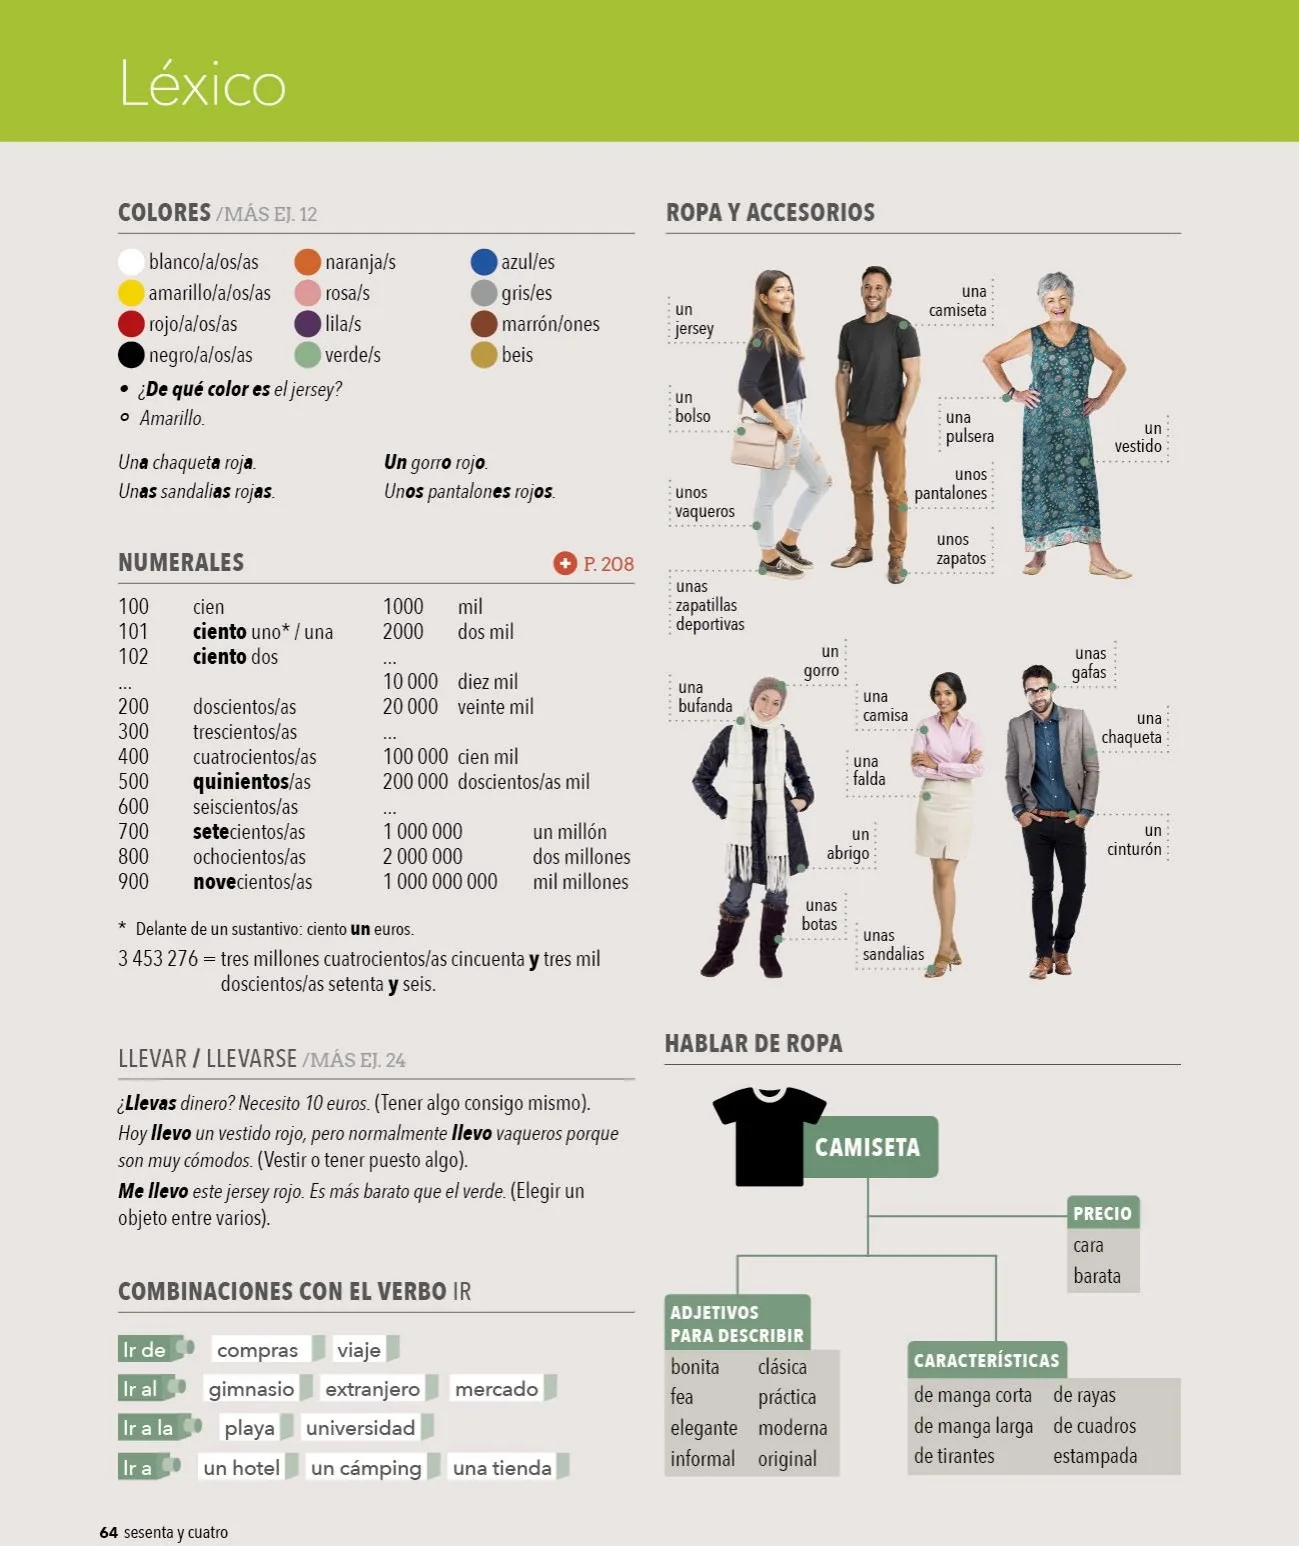 Léxico
COLORES /MÁS EJ. 12
blanco/a/os/as
amarillo/a/os/as
rojo/a/os/as
negro/a/os/as
naranja/s
rosa/s
lila/s
verde/s
azul/es
gris/es
marrón/ones
beis
• ¿De qué color es el jersey?
o Amarillo.
Una chaqueta roja.
Unas sandalias rojas.
Un gorro rojo.
Unos pantalones rojos.
NUMERALES
+ P. 208
100 cien
101 ciento uno* / una
102 ciento dos
...
200 doscientos/as
300 trescientos/as
400 cuatrocientos/as
500 quinientos/as
600 seiscientos/as
700 setecientos/as
800 ochocientos/as
900 novecientos/as
1000 mil
2000 dos mil
...
10 000 diez mil
20 000 veinte mil
...
100 000 cien mil
200 000 doscientos/as mil
...
1 000 000 un millón
2 000 000 dos millones
1 000 000 000 mil millones
* Delante de un sustantivo: ciento un euros.
3 453 276 = tres millones cuatrocientos/as cincuenta y tres mil
doscientos/as setenta y seis.
LLEVAR / LLEVARSE /MÁS EJ. 24
¿Llevas dinero? Necesito 10 euros. (Tener algo consigo mismo).
Hoy llevo un vestido rojo, pero normalmente llevo vaqueros porque
son muy cómodos. (Vestir o tener puesto algo).
Me llevo este jersey rojo. Es más barato que el verde. (Elegir un
objeto entre varios).
COMBINACIONES CON EL VERBO IR
Ir de compras viaje
Ir al gimnasio extranjero mercado
Ir a la playa universidad
Ir a un hotel un cámping una tienda
ROPA Y ACCESORIOS
un
jersey
un
bolso
unos
vaqueros
unas
zapatillas
deportivas
una
camiseta
una
pulsera
unos
pantalones
unos
zapatos
un
vestido
una
bufanda
un
gorro
una
camisa
una
falda
un
abrigo
unas
botas
unas
sandalias
unas
gafas
una
chaqueta
un
cinturón
HABLAR DE ROPA
CAMISETA
PRECIO
cara
barata
ADJETIVOS
PARA DESCRIBIR
bonita clásica
fea práctica
elegante moderna
informal original
CARACTERÍSTICAS
de manga corta de rayas
de manga larga de cuadros
de tirantes estampada
64 sesenta y cuatro